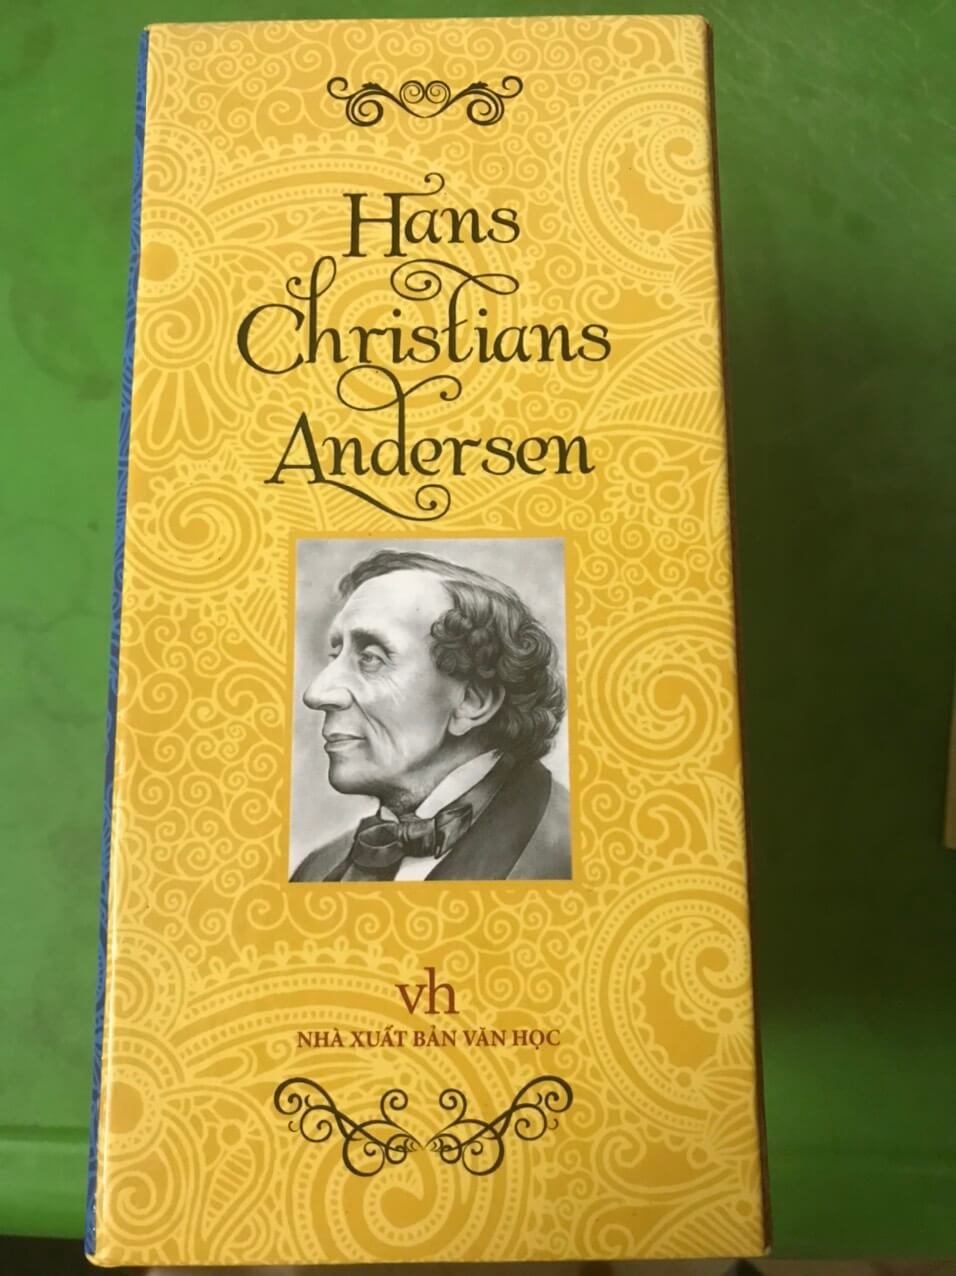 Hans
Christians
Andersen
vh
NHÀ XUẤT BẢN VĂN HỌC